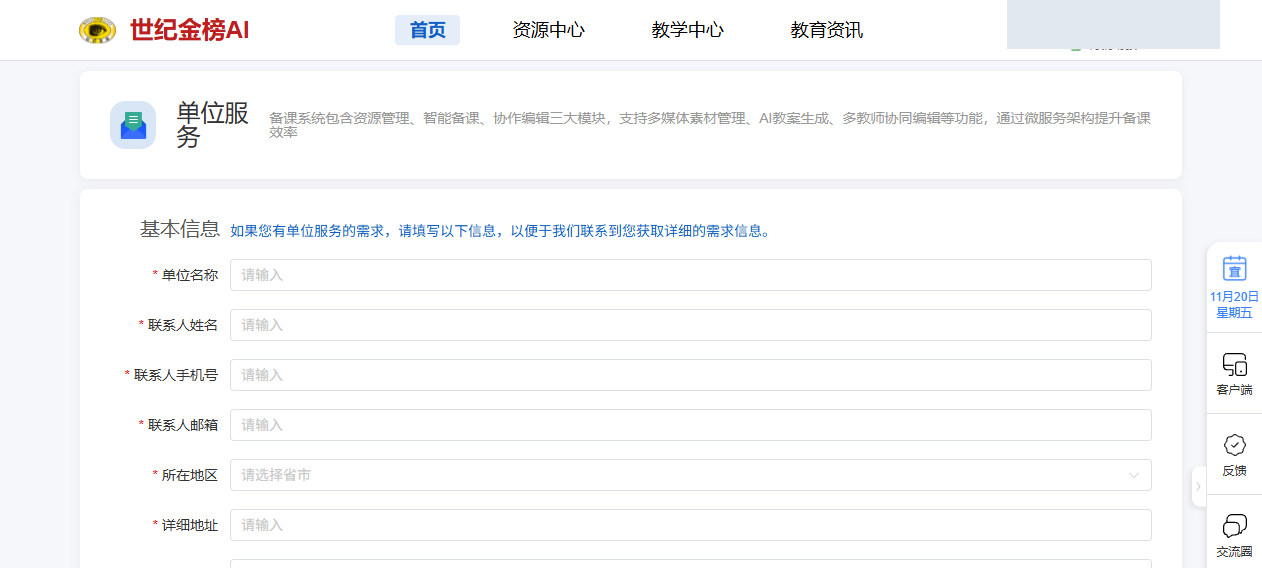 世纪金榜AI
首页
资源中心
教学中心
教育资讯
单位服
务
备课系统包含资源管理、智能备课、协作编辑三大模块，支持多媒体素材管理、AI教案生成、多教师协同编辑等功能，通过微服务架构提升备课
效率
基本信息 如果您有单位服务的需求，请填写以下信息，以便于我们联系到您获取详细的需求信息。
* 单位名称 请输入
* 联系人姓名 请输入
* 联系人手机号 请输入
* 联系人邮箱 请输入
* 所在地区 请选择省市
* 详细地址 请输入
宜
11月20日
星期五
客户端
反馈
交流圈